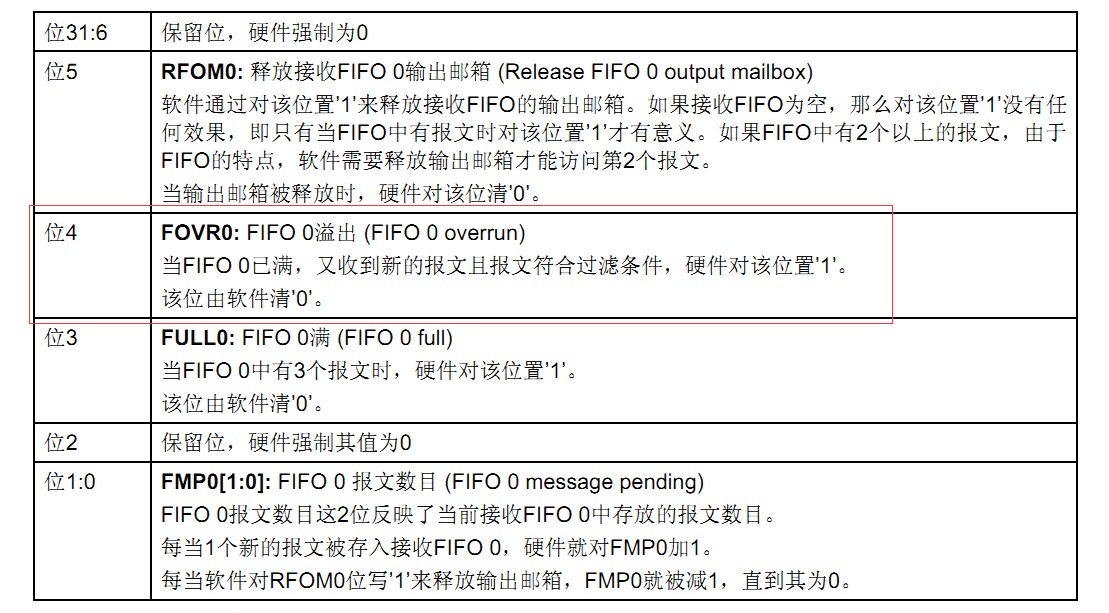 位31:6 保留位，硬件强制为0
位5 RFOM0: 释放接收FIFO 0输出邮箱 (Release FIFO 0 output mailbox)
软件通过对该位置'1'来释放接收FIFO的输出邮箱。如果接收FIFO为空，那么对该位置'1'没有任
何效果，即只有当FIFO中有报文时对该位置'1'才有意义。如果FIFO中有2个以上的报文，由于
FIFO的特点，软件需要释放输出邮箱才能访问第2个报文。
当输出邮箱被释放时，硬件对该位清'0'。
位4 FOVR0: FIFO 0溢出 (FIFO 0 overrun)
当FIFO 0已满，又收到新的报文且报文符合过滤条件，硬件对该位置'1'。
该位由软件清'0'。
位3 FULL0: FIFO 0满 (FIFO 0 full)
当FIFO 0中有3个报文时，硬件对该位置'1'。
该位由软件清'0'。
位2 保留位，硬件强制其值为0
位1:0 FMP0[1:0]: FIFO 0 报文数目 (FIFO 0 message pending)
FIFO 0报文数目这2位反映了当前接收FIFO 0中存放的报文数目。
每当1个新的报文被存入接收FIFO 0，硬件就对FMP0加1。
每当软件对RFOM0位写'1'来释放输出邮箱，FMP0就被减1，直到其为0。